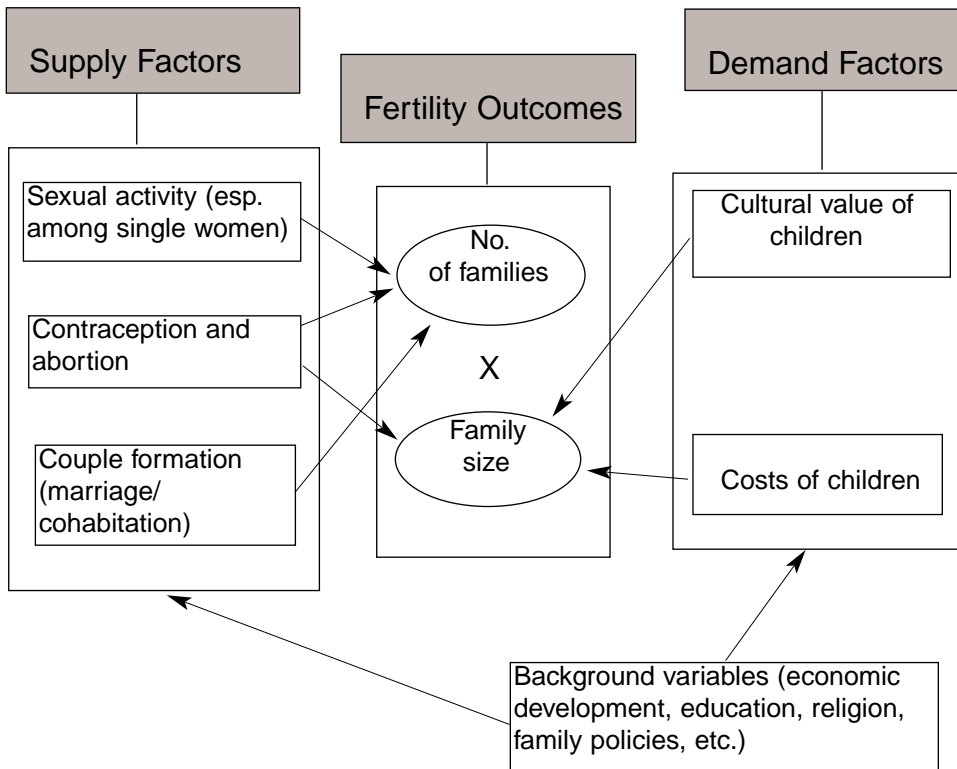 Supply Factors
Sexual activity (esp.
among single women)
Contraception and
abortion
Couple formation
(marriage/
cohabitation)
Fertility Outcomes
No.
of families
X
Family
size
Demand Factors
Cultural value of
children
Costs of children
Background variables (economic
development, education, religion,
family policies, etc.)